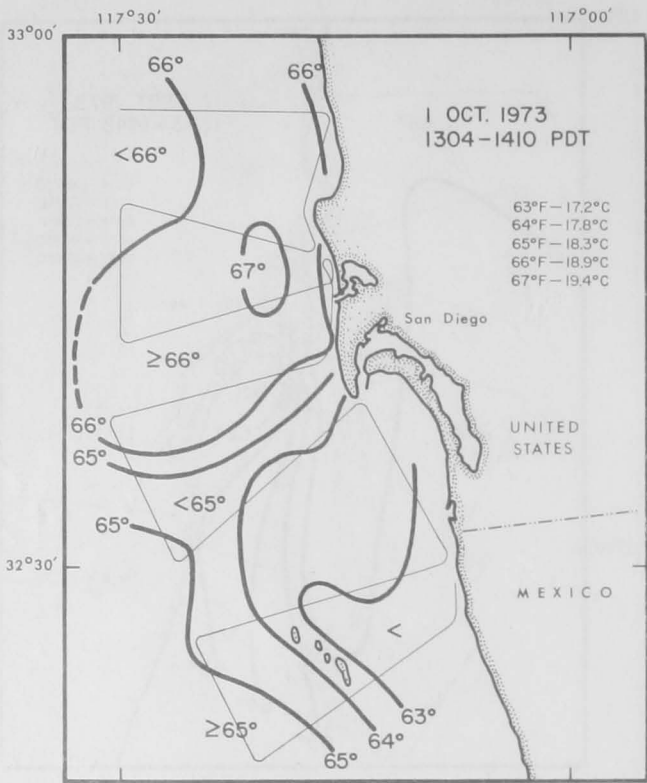 117°30'
117°00'
33°00'
66°
66°
1 OCT. 1973
1304-1410 PDT
<66°
63°F-17.2°C
64°F-17.8°C
65°F-18.3°C
66°F-18.9°C
67°F-19.4°C
67°
San Diego
≥66°
66°
65°
UNITED
STATES
<65°
65°
32°30'
MEXICO
<
63°
≥65°
64°
65°